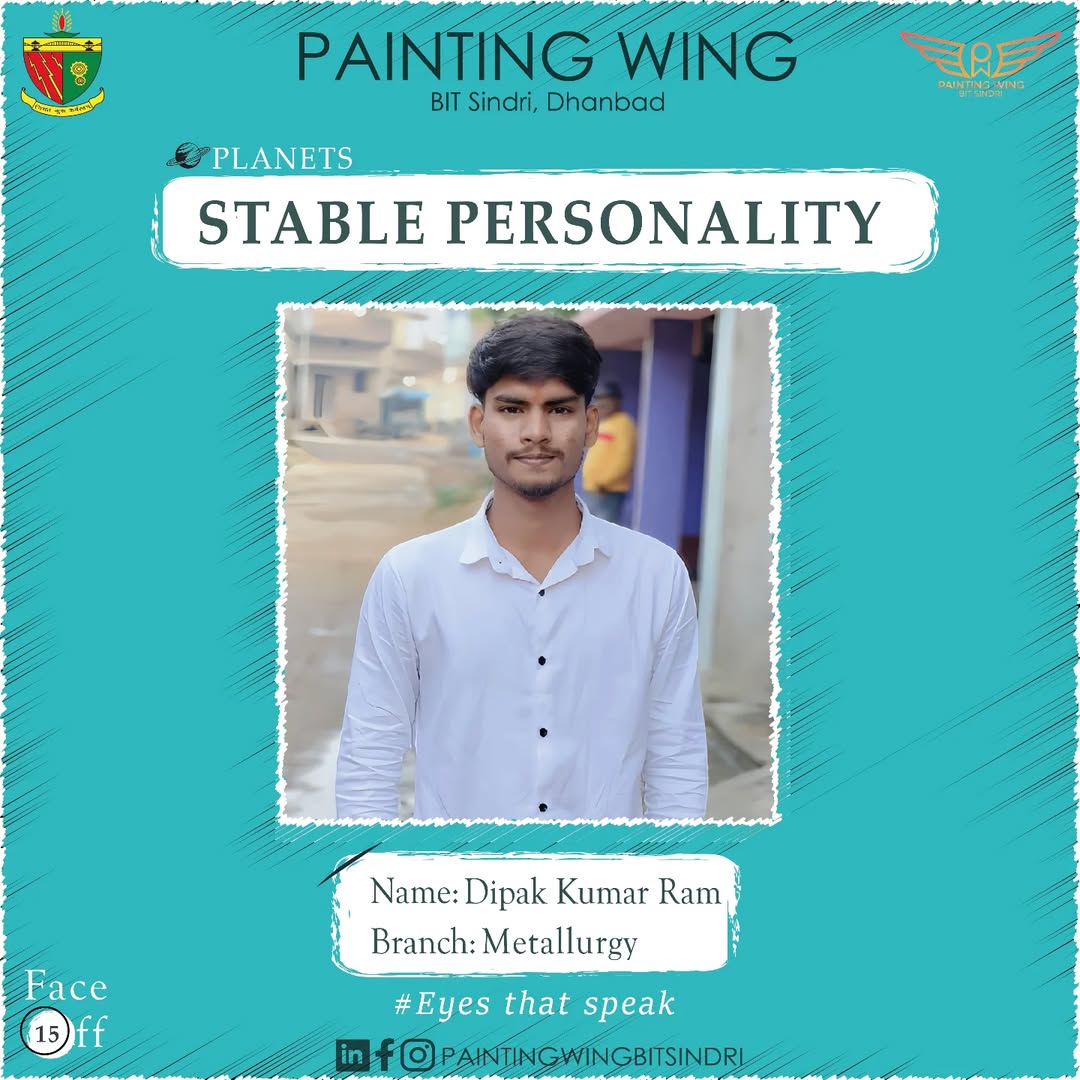 PAINTING WING
BIT Sindri, Dhanbad
PAINTING WING
BIT SINDRI
PLANETS
STABLE PERSONALITY
Name: Dipak Kumar Ram
Branch: Metallurgy
#Eyes that speak
Face
ff
15
in f PAINTINGWINGBITSINDRI